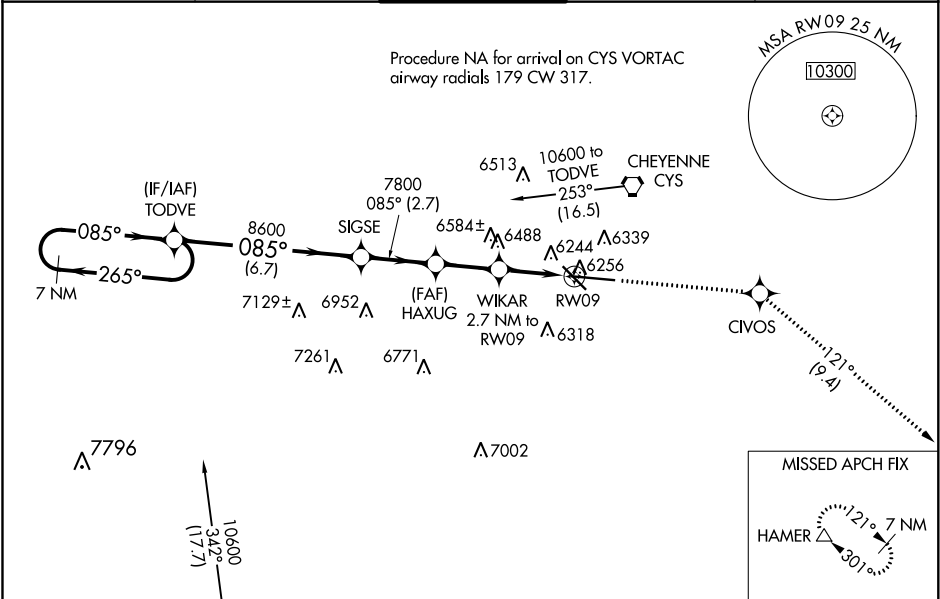 Procedure NA for arrival on CYS VORTAC
airway radials 179 CW 317.
MSA RW09 25 NM
10300
6513
10600 to
TODVE
253°
(16.5)
CHEYENNE
CYS
(IF/IAF)
TODVE
085°
265°
7 NM
8600
085°
(6.7)
SIGSE
7800
085° (2.7)
6584±
6488
6244
6339
6256
(FAF)
HAXUG
WIKAR
2.7 NM to
RW09
RW09
6318
7129±
6952
7261
6771
CIVOS
121°
(9.4)
7796
7002
10600
342°
(17.7)
MISSED APCH FIX
HAMER
121°
7 NM
301°